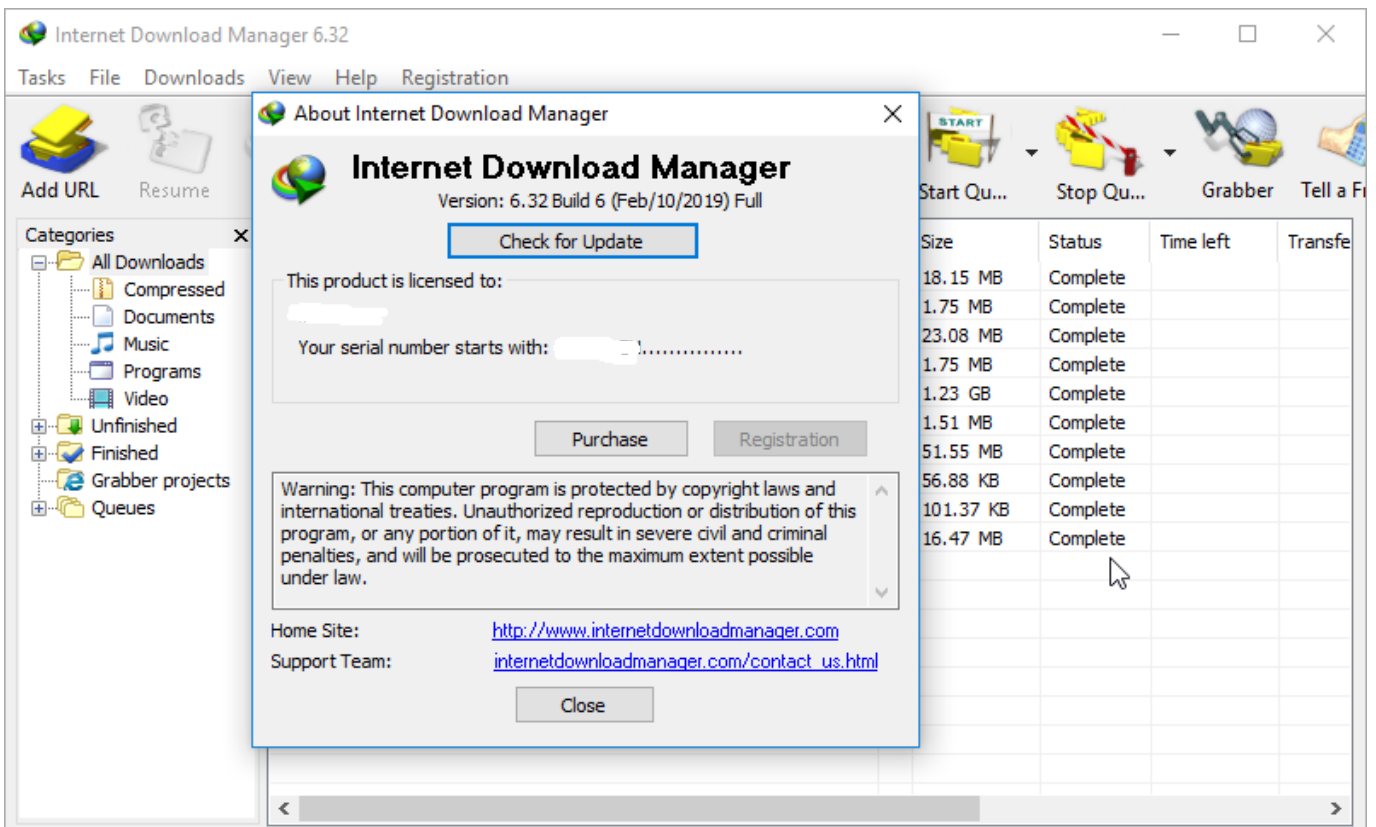 Internet Download Manager 6.32
Tasks File Downloads View Help Registration
Add URL
Resume
START
Start Qu...
Stop Qu...
Grabber
Tell a Fr
Categories
All Downloads
Compressed
Documents
Music
Programs
Video
Unfinished
Finished
Grabber projects
Queues
About Internet Download Manager
Internet Download Manager
Version: 6.32 Build 6 (Feb/10/2019) Full
Check for Update
This product is licensed to:
Your serial number starts with: ...............
Purchase
Registration
Warning: This computer program is protected by copyright laws and
international treaties. Unauthorized reproduction or distribution of this
program, or any portion of it, may result in severe civil and criminal
penalties, and will be prosecuted to the maximum extent possible
under law.
Home Site: http://www.internetdownloadmanager.com
Support Team: internetdownloadmanager.com/contact_us.html
Close
Size Status Time left Transfe
18.15 MB Complete
1.75 MB Complete
23.08 MB Complete
1.75 MB Complete
1.23 GB Complete
1.51 MB Complete
51.55 MB Complete
56.88 KB Complete
101.37 KB Complete
16.47 MB Complete